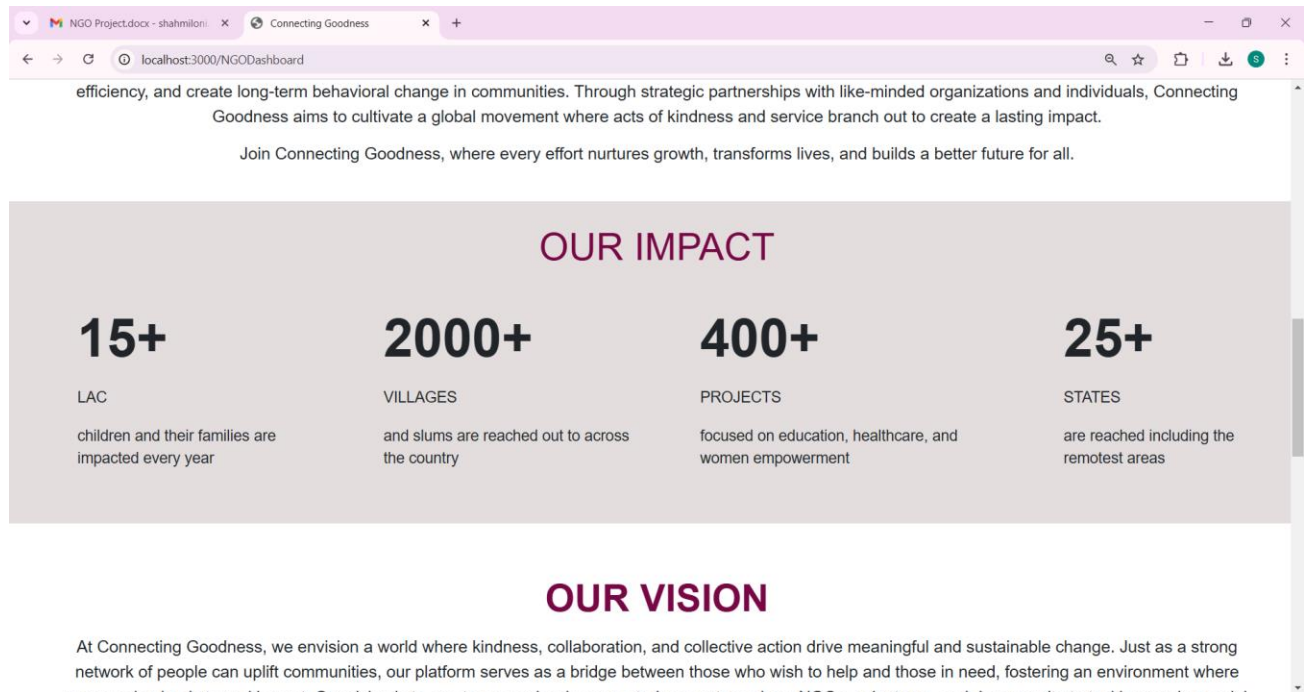 NGO Project.docx - shahmiloni
Connecting Goodness
localhost:3000/NGODashboard
S
efficiency, and create long-term behavioral change in communities. Through strategic partnerships with like-minded organizations and individuals, Connecting
Goodness aims to cultivate a global movement where acts of kindness and service branch out to create a lasting impact.
Join Connecting Goodness, where every effort nurtures growth, transforms lives, and builds a better future for all.
OUR IMPACT
15+
LAC
children and their families are
impacted every year
2000+
VILLAGES
and slums are reached out to across
the country
400+
PROJECTS
focused on education, healthcare, and
women empowerment
25+
STATES
are reached including the
remotest areas
OUR VISION
At Connecting Goodness, we envision a world where kindness, collaboration, and collective action drive meaningful and sustainable change. Just as a strong
network of people can uplift communities, our platform serves as a bridge between those who wish to help and those in need, fostering an environment where